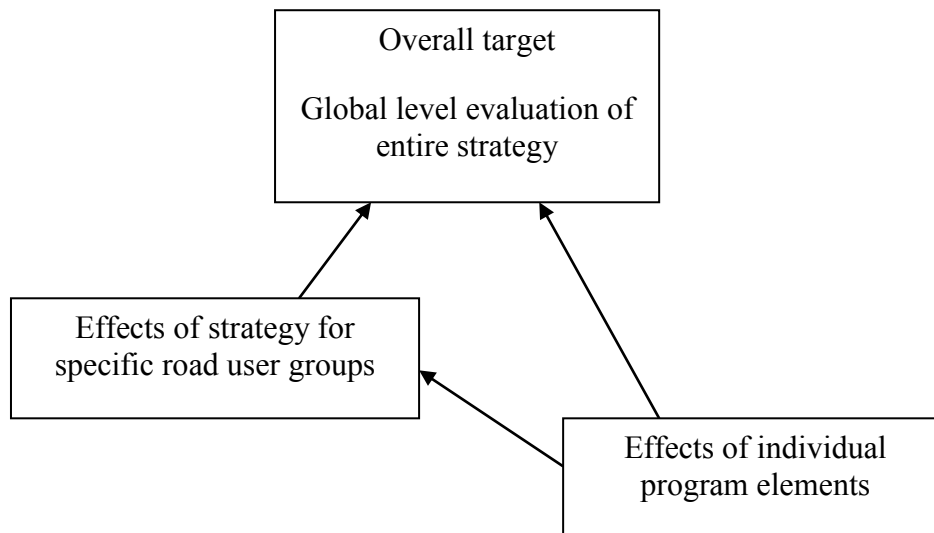 Overall target
Global level evaluation of
entire strategy
Effects of strategy for
specific road user groups
Effects of individual
program elements